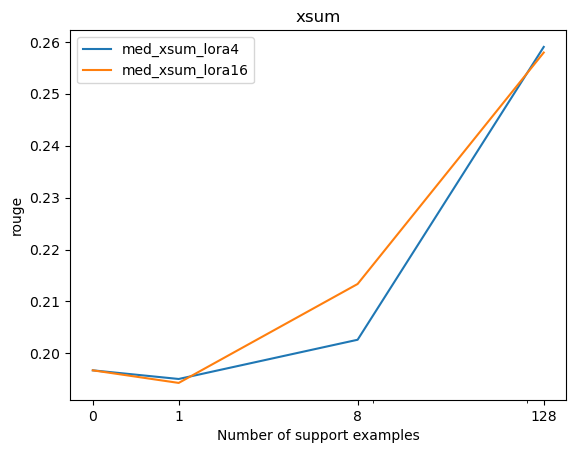 xsum
med_xsum_lora4
med_xsum_lora16
0.26
0.25
0.24
0.23
0.22
0.21
0.20
rouge
0 1 8 128
Number of support examples